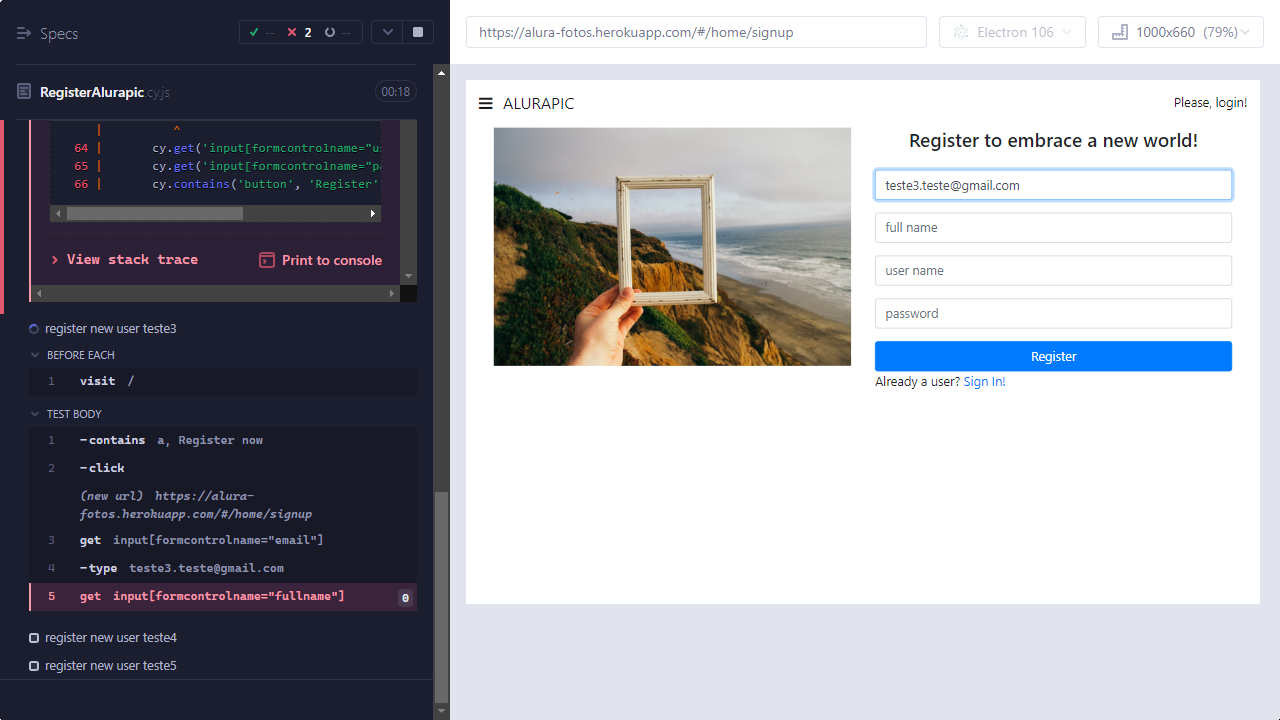 Specs
-- 2 --
RegisterAlurapic.cy.js
00:18
| ^
64 | cy.get('input[formcontrolname="u
65 | cy.get('input[formcontrolname="p
66 | cy.contains('button', 'Register'
> View stack trace
Print to console
register new user teste3
BEFORE EACH
1 visit /
TEST BODY
1 -contains a, Register now
2 -click
(new url) https://alura-
fotos.herokuapp.com/#/home/signup
3 get input[formcontrolname="email"]
4 -type teste3.teste@gmail.com
5 get input[formcontrolname="fullname"] 0
register new user teste4
register new user teste5
https://alura-fotos.herokuapp.com/#/home/signup
Electron 106
1000x660 (79%)
ALURAPIC
Please, login!
Register to embrace a new world!
teste3.teste@gmail.com
full name
user name
password
Register
Already a user? Sign In!